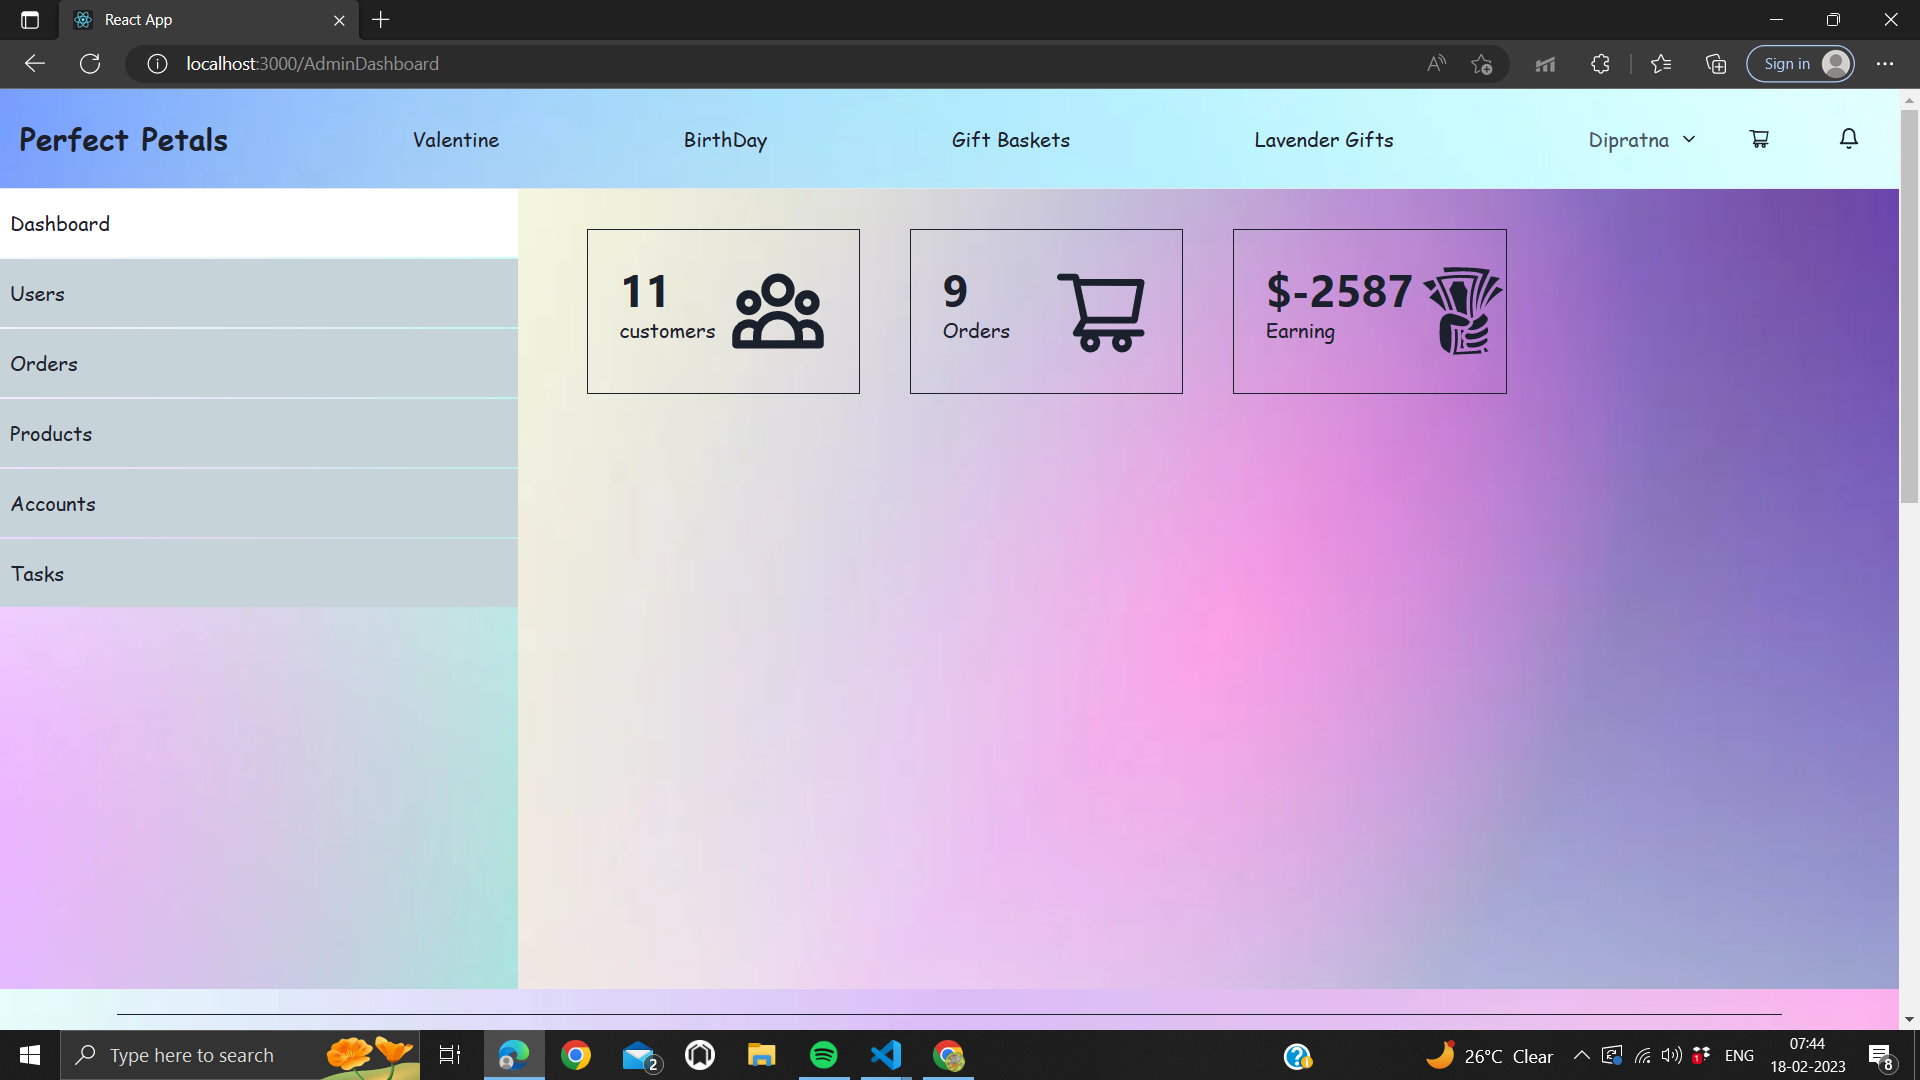 React App
localhost:3000/AdminDashboard
Sign in
Perfect Petals
Valentine
BirthDay
Gift Baskets
Lavender Gifts
Dipratna
Dashboard
Users
Orders
Products
Accounts
Tasks
11
customers
9
Orders
$-2587
Earning
Type here to search
2
26°C Clear
1
ENG
07:44
18-02-2023
8